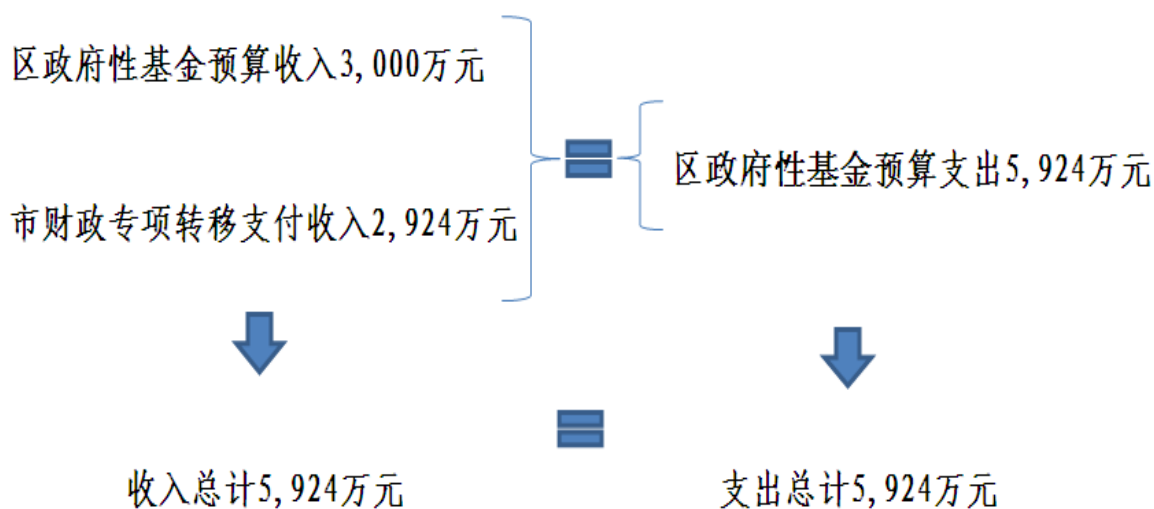 区政府性基金预算收入3,000万元
市财政专项转移支付收入2,924万元
区政府性基金预算支出5,924万元
收入总计5,924万元
支出总计5,924万元